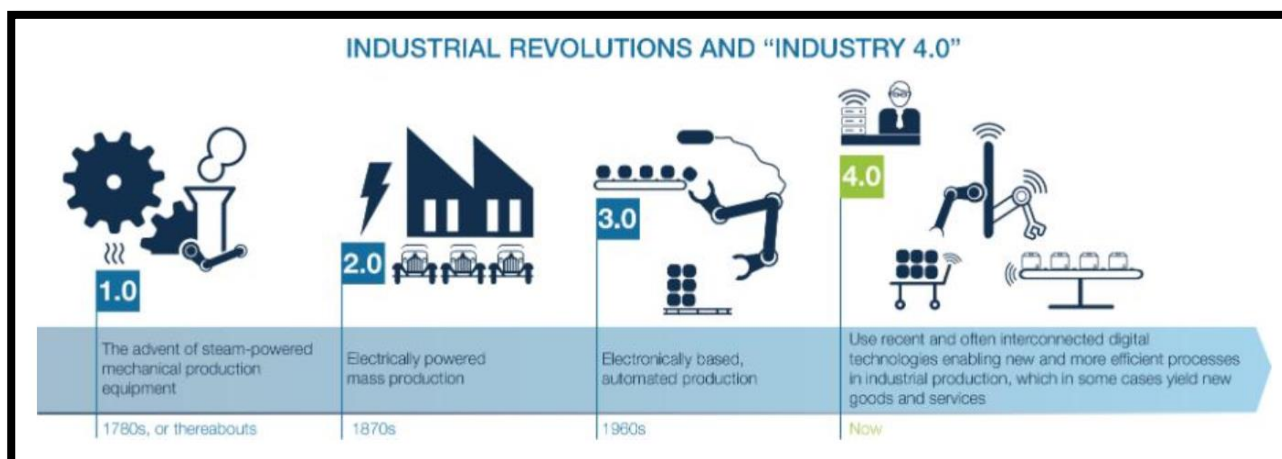 INDUSTRIAL REVOLUTIONS AND “INDUSTRY 4.0”
1.0
The advent of steam-powered
mechanical production
equipment
1780s, or thereabouts
2.0
Electrically powered
mass production
1870s
3.0
Electronically based,
automated production
1960s
4.0
Use recent and often interconnected digital
technologies enabling new and more efficient processes
in industrial production, which in some cases yield new
goods and services
Now